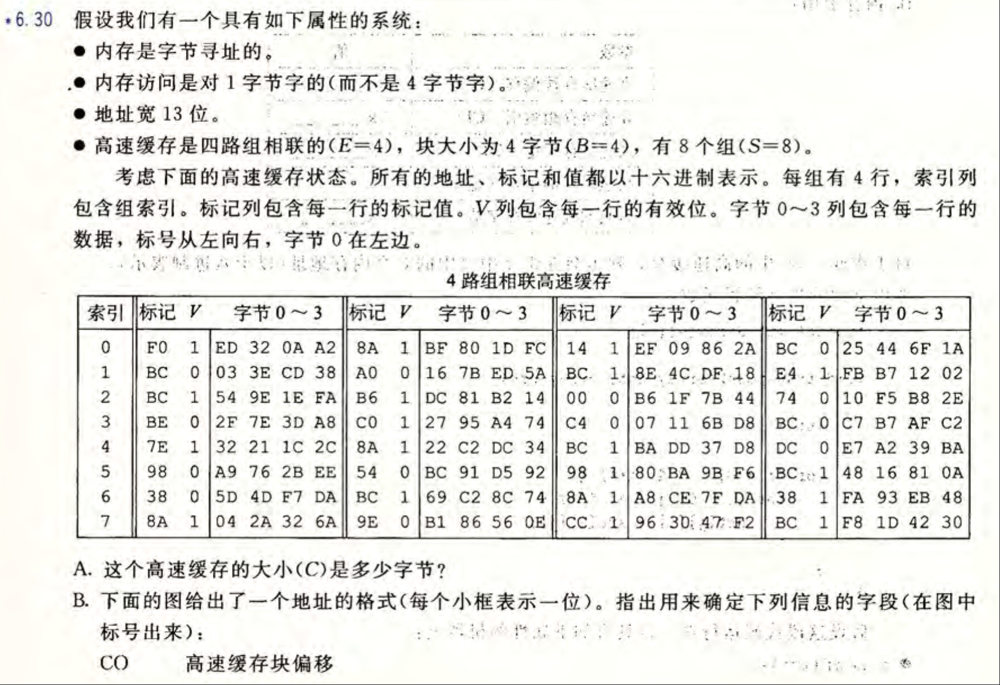 *6.30 假设我们有一个具有如下属性的系统：
● 内存是字节寻址的。
● 内存访问是对 1 字节字的(而不是 4 字节字)。
● 地址宽 13 位。
● 高速缓存是四路组相联的(E=4)，块大小为 4 字节(B=4)，有 8 个组(S=8)。
考虑下面的高速缓存状态。所有的地址、标记和值都以十六进制表示。每组有 4 行，索引列
包含组索引。标记列包含每一行的标记值。V 列包含每一行的有效位。字节 0～3 列包含每一行的
数据，标号从左向右，字节 0 在左边。
4 路组相联高速缓存
索引 标记 V 字节 0～3 标记 V 字节 0～3 标记 V 字节 0～3 标记 V 字节 0～3
0 F0 1 ED 32 0A A2 8A 1 BF 80 1D FC 14 1 EF 09 86 2A BC 0 25 44 6F 1A
1 BC 0 03 3E CD 38 A0 0 16 7B ED 5A BC 1 8E 4C DF 18 E4 1 FB B7 12 02
2 BC 1 54 9E 1E FA B6 1 DC 81 B2 14 00 0 B6 1F 7B 44 74 0 10 F5 B8 2E
3 BE 0 2F 7E 3D A8 C0 1 27 95 A4 74 C4 0 07 11 6B D8 BC 0 C7 B7 AF C2
4 7E 1 32 21 1C 2C 8A 1 22 C2 DC 34 BC 1 BA DD 37 D8 DC 0 E7 A2 39 BA
5 98 0 A9 76 2B EE 54 0 BC 91 D5 92 98 1 80 BA 9B F6 BC 1 48 16 81 0A
6 38 0 5D 4D F7 DA BC 1 69 C2 8C 74 8A 1 A8 CE 7F DA 38 1 FA 93 EB 48
7 8A 1 04 2A 32 6A 9E 0 B1 86 56 0E CC 1 96 30 47 F2 BC 1 F8 1D 42 30
A. 这个高速缓存的大小(C)是多少字节？
B. 下面的图给出了一个地址的格式(每个小框表示一位)。指出用来确定下列信息的字段(在图中
标号出来)：
CO 高速缓存块偏移